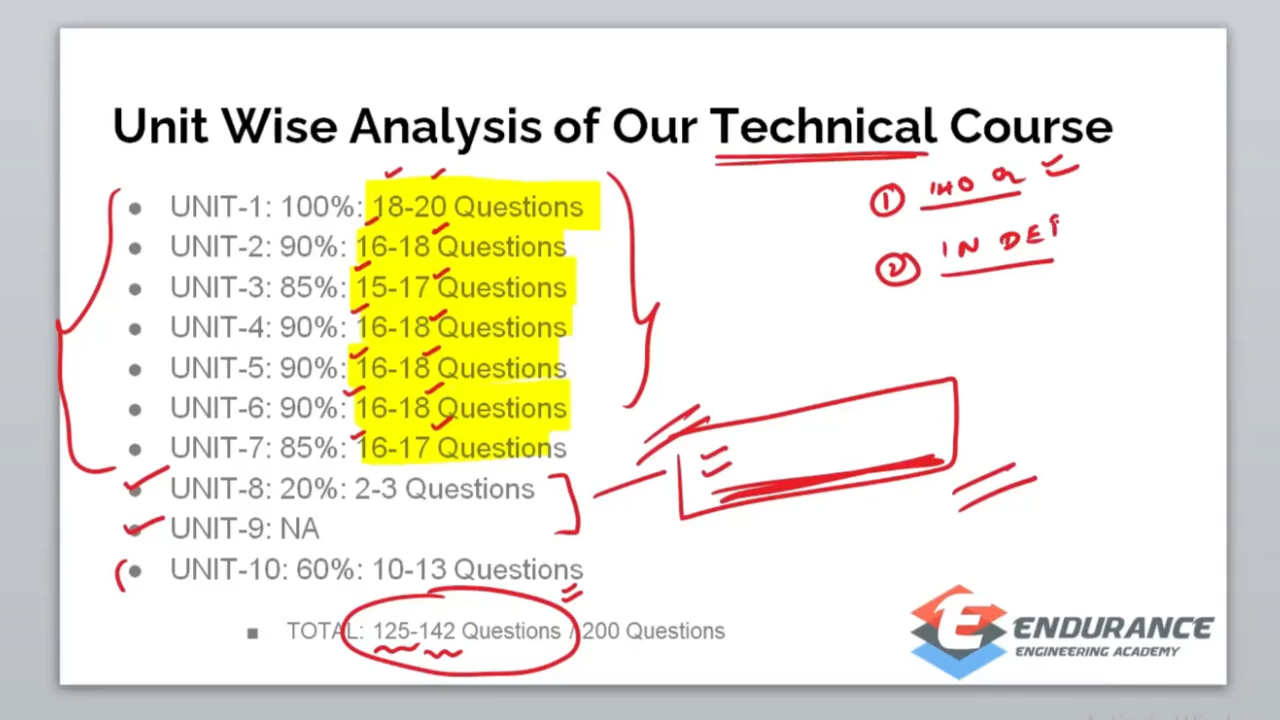 Unit Wise Analysis of Our Technical Course
UNIT-1: 100%: 18-20 Questions
UNIT-2: 90%: 16-18 Questions
UNIT-3: 85%: 15-17 Questions
UNIT-4: 90%: 16-18 Questions
UNIT-5: 90%: 16-18 Questions
UNIT-6: 90%: 16-18 Questions
UNIT-7: 85%: 16-17 Questions
UNIT-8: 20%: 2-3 Questions
UNIT-9: NA
UNIT-10: 60%: 10-13 Questions
TOTAL: 125-142 Questions / 200 Questions
1
2 IN DEP
E ENDURANCE
ENGINEERING ACADEMY